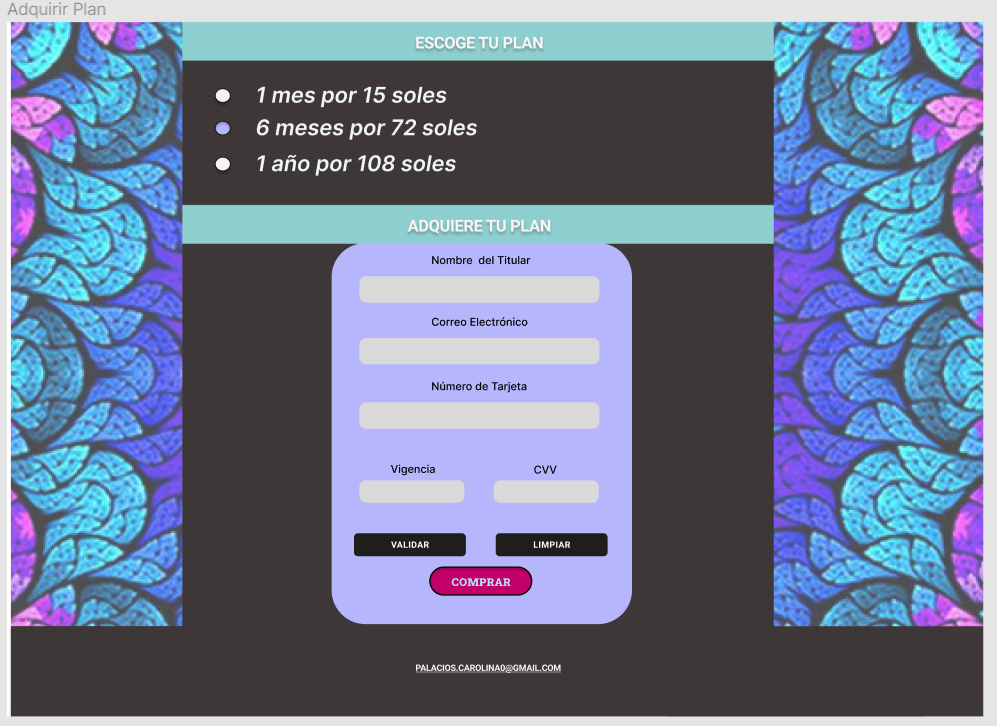 Adquirir Plan
ESCOGE TU PLAN
1 mes por 15 soles
6 meses por 72 soles
1 año por 108 soles
ADQUIERE TU PLAN
Nombre del Titular
Correo Electrónico
Número de Tarjeta
Vigencia CVV
VALIDAR LIMPIAR
COMPRAR
PALACIOS.CAROLINA0@GMAIL.COM